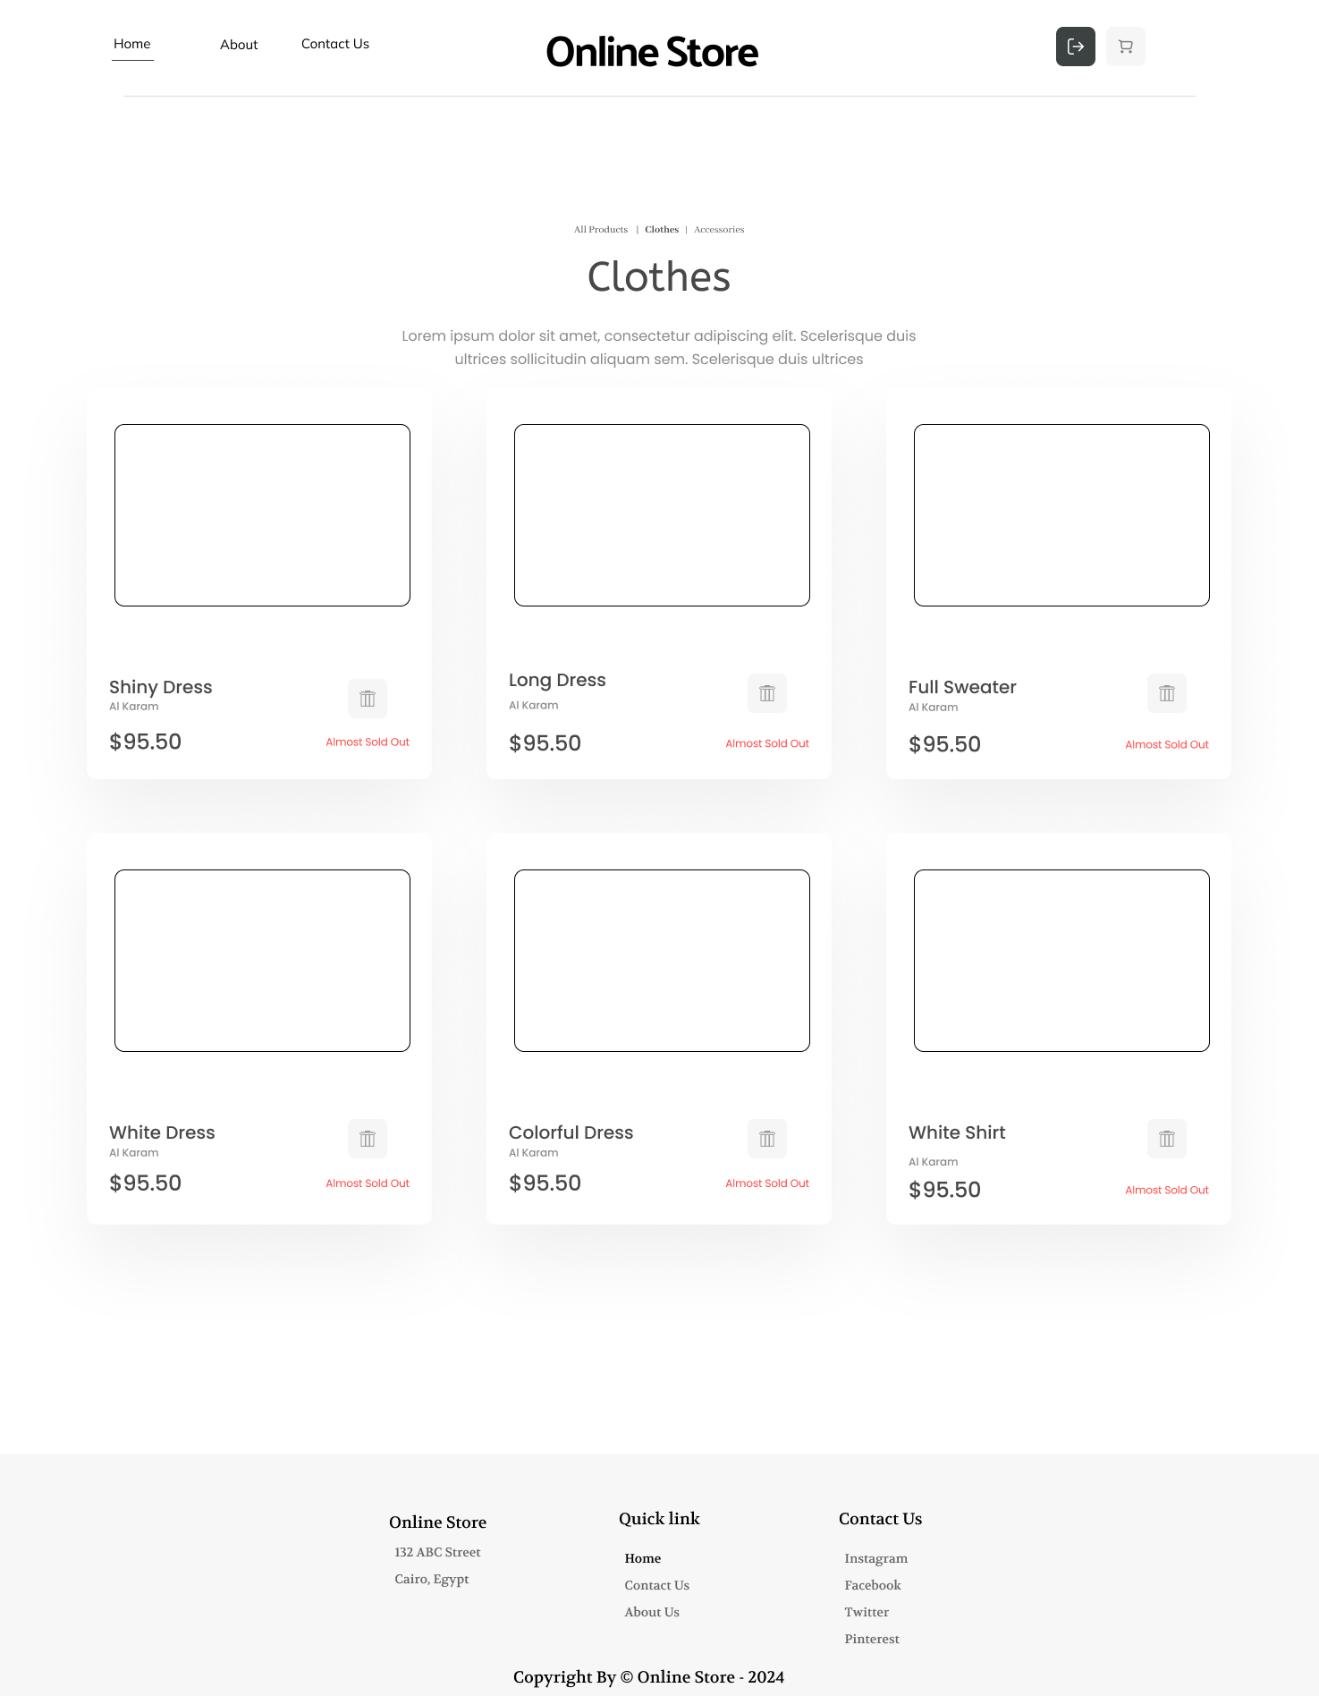 Home About Contact Us
Online Store
All Products | Clothes | Accessories
Clothes
Lorem ipsum dolor sit amet, consectetur adipiscing elit. Scelerisque duis
ultrices sollicitudin aliquam sem. Scelerisque duis ultrices
Shiny Dress
Al Karam
$95.50
Almost Sold Out
Long Dress
Al Karam
$95.50
Almost Sold Out
Full Sweater
Al Karam
$95.50
Almost Sold Out
White Dress
Al Karam
$95.50
Almost Sold Out
Colorful Dress
Al Karam
$95.50
Almost Sold Out
White Shirt
Al Karam
$95.50
Almost Sold Out
Online Store
132 ABC Street
Cairo, Egypt
Quick link
Home
Contact Us
About Us
Contact Us
Instagram
Facebook
Twitter
Pinterest
Copyright By © Online Store - 2024